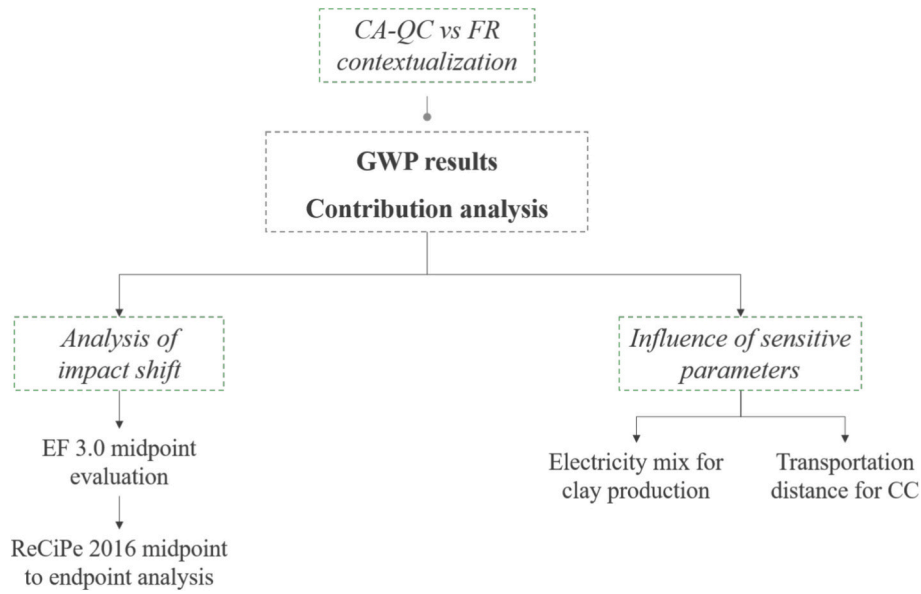 CA-QC vs FR
contextualization
GWP results
Contribution analysis
Analysis of
impact shift
EF 3.0 midpoint
evaluation
ReCiPe 2016 midpoint
to endpoint analysis
Influence of sensitive
parameters
Electricity mix for
clay production
Transportation
distance for CC